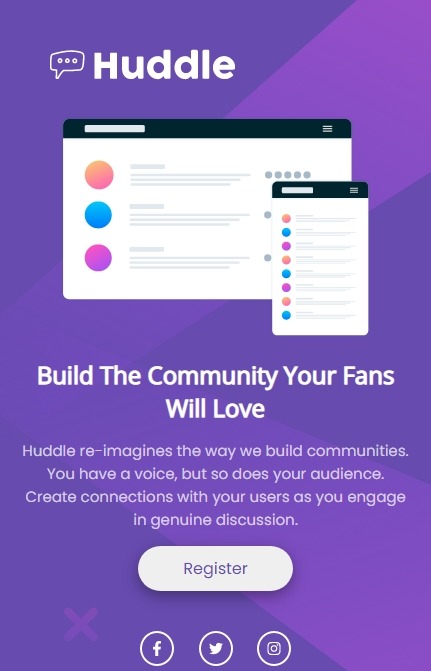 Huddle
Build The Community Your Fans
Will Love
Huddle re-imagines the way we build communities.
You have a voice, but so does your audience.
Create connections with your users as you engage
in genuine discussion.
Register